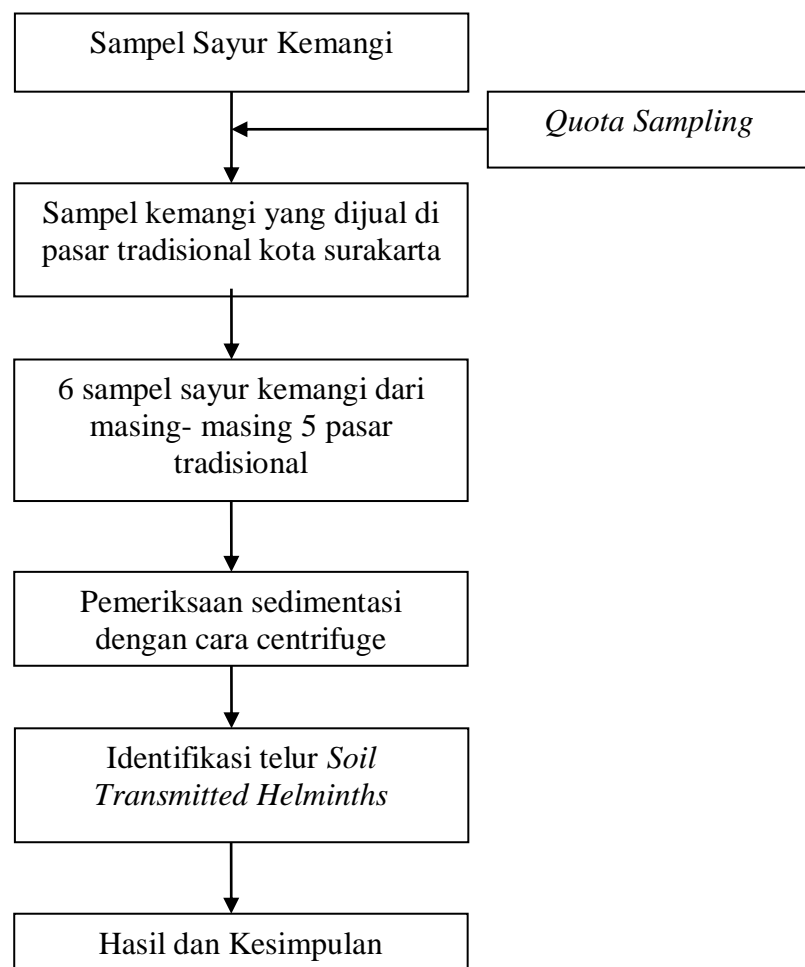 Sampel Sayur Kemangi
Quota Sampling
Sampel kemangi yang dijual di
pasar tradisional kota surakarta
6 sampel sayur kemangi dari
masing- masing 5 pasar
tradisional
Pemeriksaan sedimentasi
dengan cara centrifuge
Identifikasi telur Soil
Transmitted Helminths
Hasil dan Kesimpulan